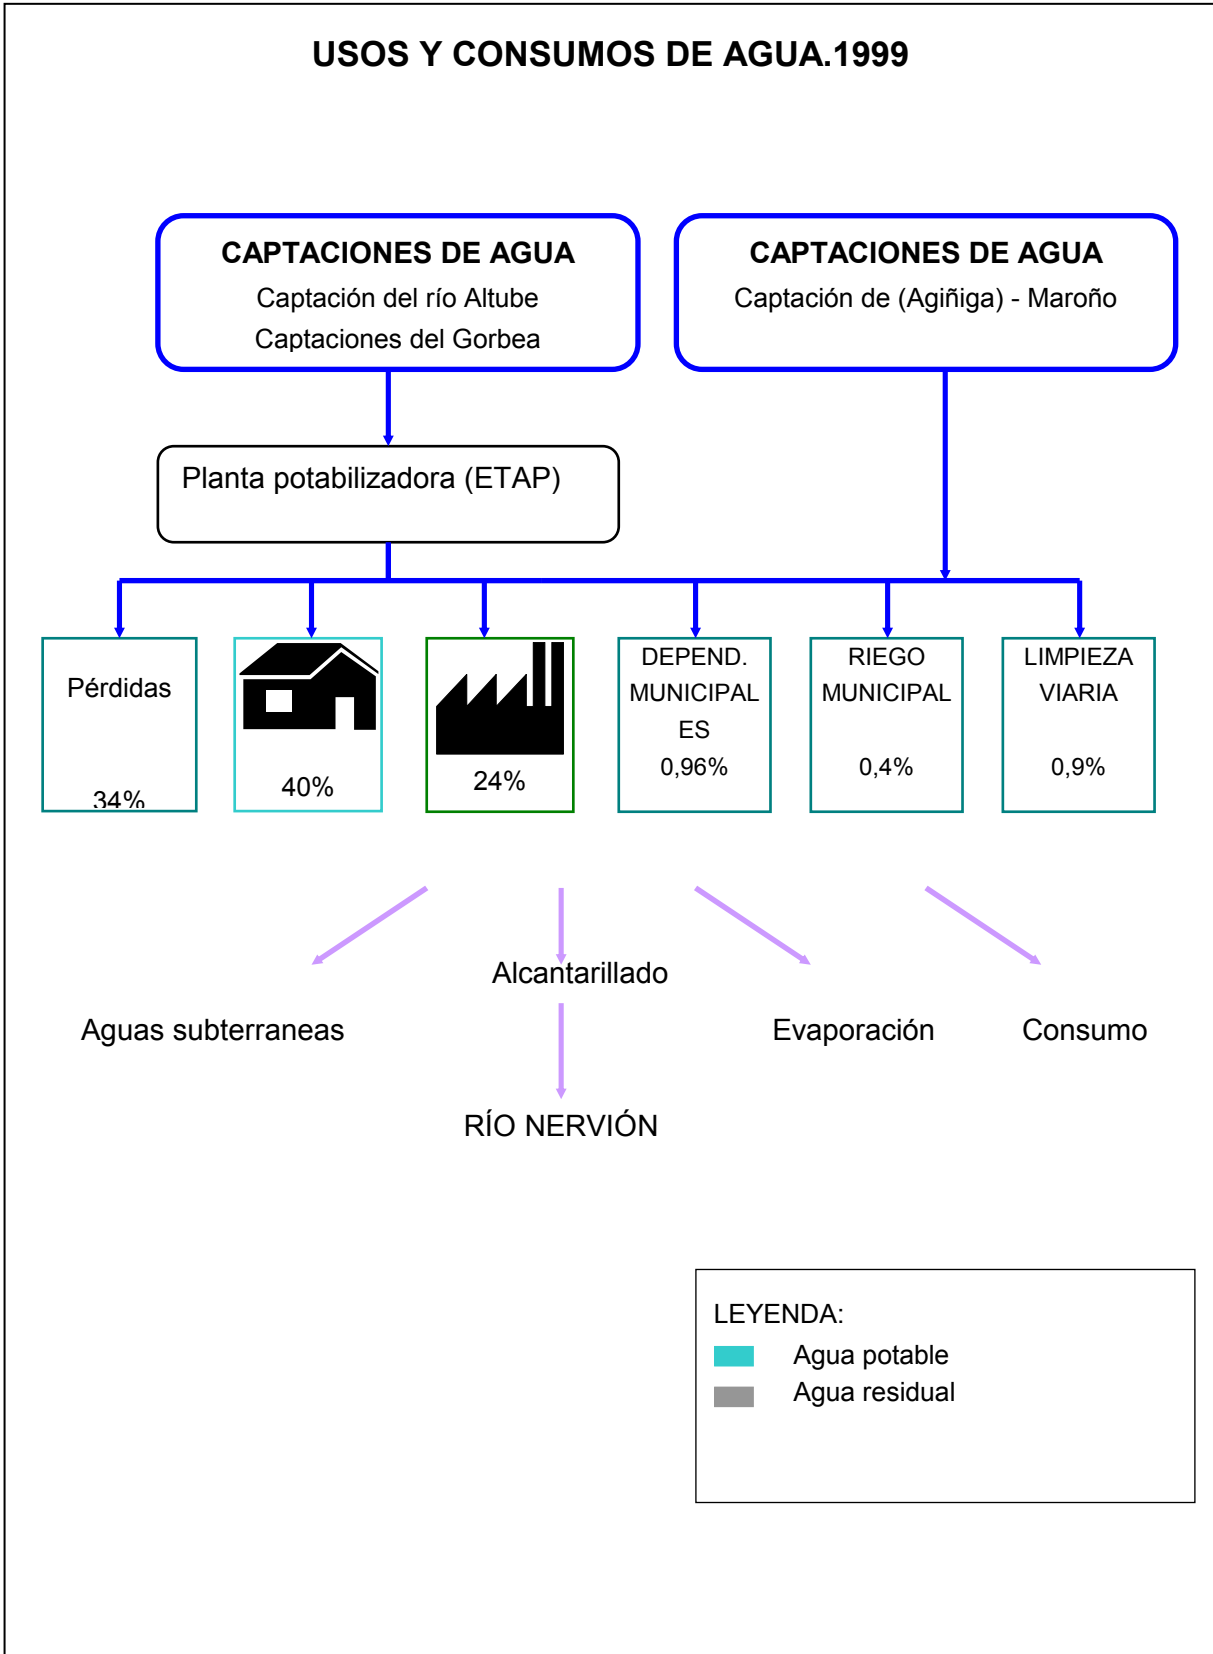 USOS Y CONSUMOS DE AGUA.1999
CAPTACIONES DE AGUA
Captación del río Altube
Captaciones del Gorbea
CAPTACIONES DE AGUA
Captación de (Agiñiga) - Maroño
Planta potabilizadora (ETAP)
Pérdidas
34%
40%
24%
DEPEND.
MUNICIPAL
ES
0,96%
RIEGO
MUNICIPAL
0,4%
LIMPIEZA
VIARIA
0,9%
Alcantarillado
Aguas subterraneas
Evaporación
Consumo
RÍO NERVIÓN
LEYENDA:
Agua potable
Agua residual